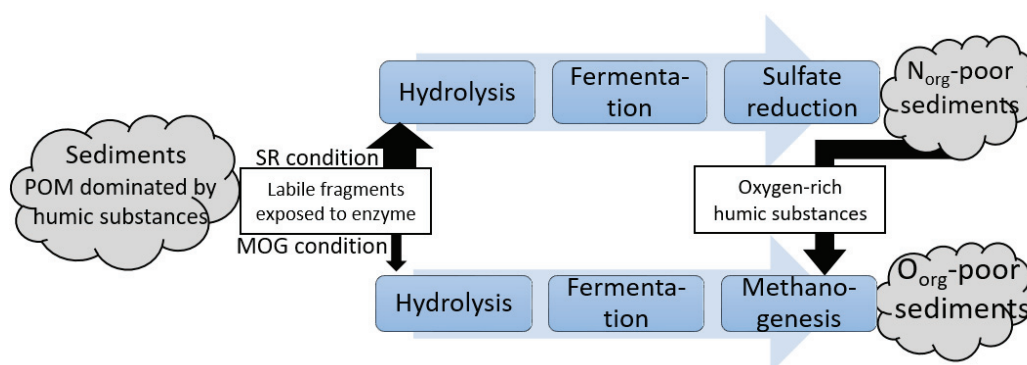 Sediments
POM dominated by
humic substances
SR condition
Labile fragments
exposed to enzyme
MOG condition
Hydrolysis
Fermenta-
tion
Sulfate
reduction
Norg-poor
sediments
Oxygen-rich
humic substances
Hydrolysis
Fermenta-
tion
Methano-
genesis
Oorg-poor
sediments